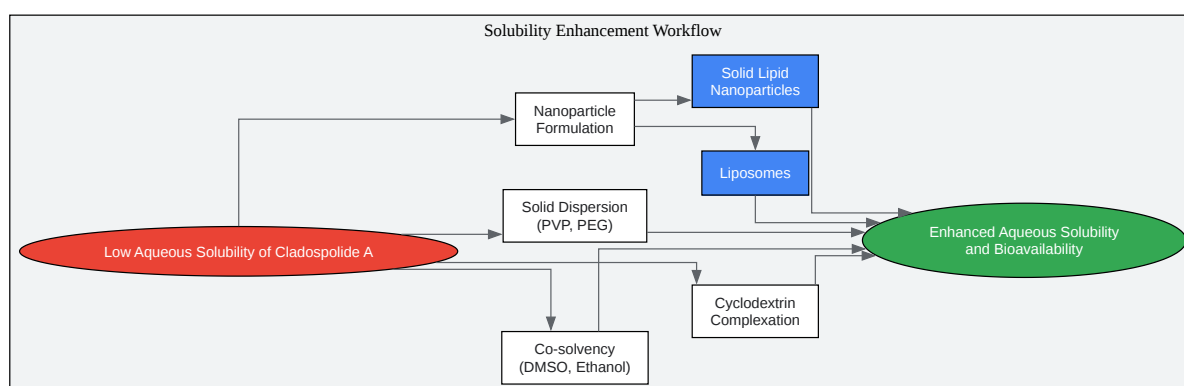 Solubility Enhancement Workflow
Solid Lipid
Nanoparticles
Nanoparticle
Formulation
Liposomes
Solid Dispersion
(PVP, PEG)
Low Aqueous Solubility of Cladospolide A
Enhanced Aqueous Solubility
and Bioavailability
Cyclodextrin
Complexation
Co-solvency
(DMSO, Ethanol)